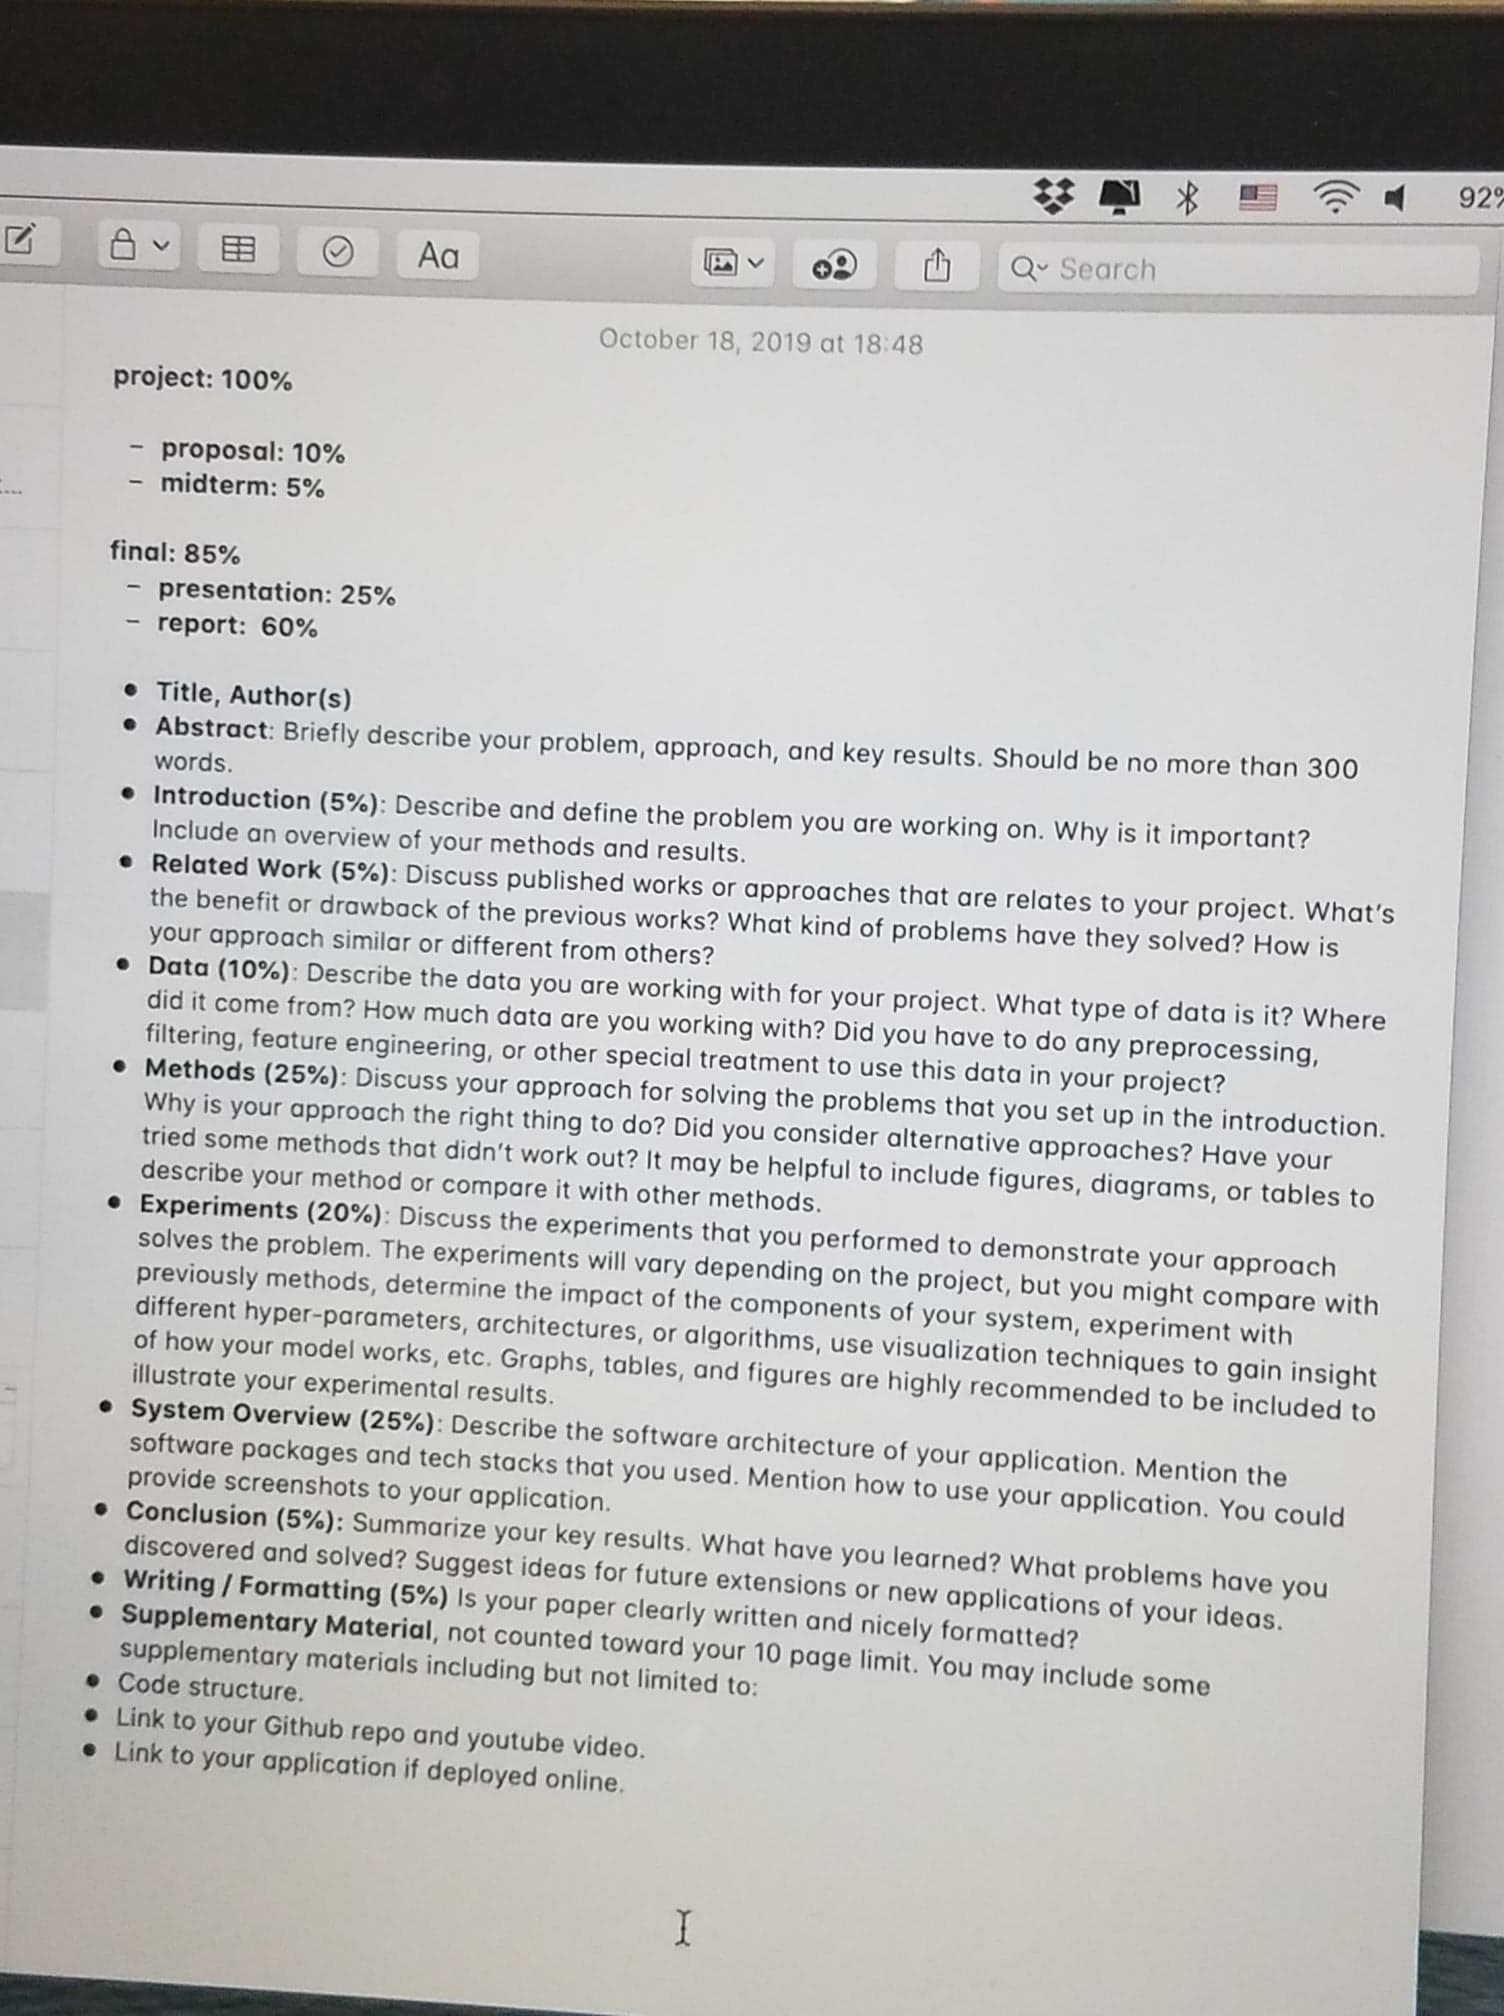 92%
Aa
Search
October 18, 2019 at 18:48
project: 100%
- proposal: 10%
- midterm: 5%
final: 85%
- presentation: 25%
- report: 60%
• Title, Author(s)
• Abstract: Briefly describe your problem, approach, and key results. Should be no more than 300
words.
• Introduction (5%): Describe and define the problem you are working on. Why is it important?
Include an overview of your methods and results.
• Related Work (5%): Discuss published works or approaches that are relates to your project. What's
the benefit or drawback of the previous works? What kind of problems have they solved? How is
your approach similar or different from others?
• Data (10%): Describe the data you are working with for your project. What type of data is it? Where
did it come from? How much data are you working with? Did you have to do any preprocessing,
filtering, feature engineering, or other special treatment to use this data in your project?
• Methods (25%): Discuss your approach for solving the problems that you set up in the introduction.
Why is your approach the right thing to do? Did you consider alternative approaches? Have your
tried some methods that didn't work out? It may be helpful to include figures, diagrams, or tables to
describe your method or compare it with other methods.
• Experiments (20%): Discuss the experiments that you performed to demonstrate your approach
solves the problem. The experiments will vary depending on the project, but you might compare with
previously methods, determine the impact of the components of your system, experiment with
different hyper-parameters, architectures, or algorithms, use visualization techniques to gain insight
of how your model works, etc. Graphs, tables, and figures are highly recommended to be included to
illustrate your experimental results.
• System Overview (25%): Describe the software architecture of your application. Mention the
software packages and tech stacks that you used. Mention how to use your application. You could
provide screenshots to your application.
• Conclusion (5%): Summarize your key results. What have you learned? What problems have you
discovered and solved? Suggest ideas for future extensions or new applications of your ideas.
• Writing / Formatting (5%) Is your paper clearly written and nicely formatted?
• Supplementary Material, not counted toward your 10 page limit. You may include some
supplementary materials including but not limited to:
• Code structure.
• Link to your Github repo and youtube video.
• Link to your application if deployed online.